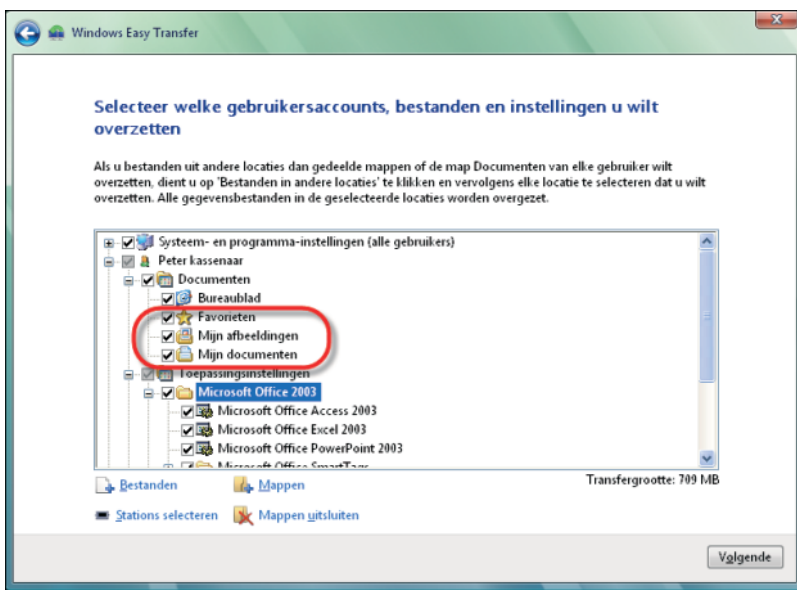 Windows Easy Transfer
Selecteer welke gebruikersaccounts, bestanden en instellingen u wilt
overzetten
Als u bestanden uit andere locaties dan gedeelde mappen of de map Documenten van elke gebruiker wilt
overzetten, dient u op 'Bestanden in andere locaties' te klikken en vervolgens elke locatie te selecteren dat u wilt
overzetten. Alle gegevensbestanden in de geselecteerde locaties worden overgezet.
Systeem- en programma-instellingen (alle gebruikers)
Peter kassenaar
Documenten
Bureaublad
Favorieten
Mijn afbeeldingen
Mijn documenten
Toepassingsinstellingen
Microsoft Office 2003
Microsoft Office Access 2003
Microsoft Office Excel 2003
Microsoft Office PowerPoint 2003
Microsoft Office SmartTags
Bestanden
Mappen
Transfergrootte: 709 MB
Stations selecteren
Mappen uitsluiten
Volgende